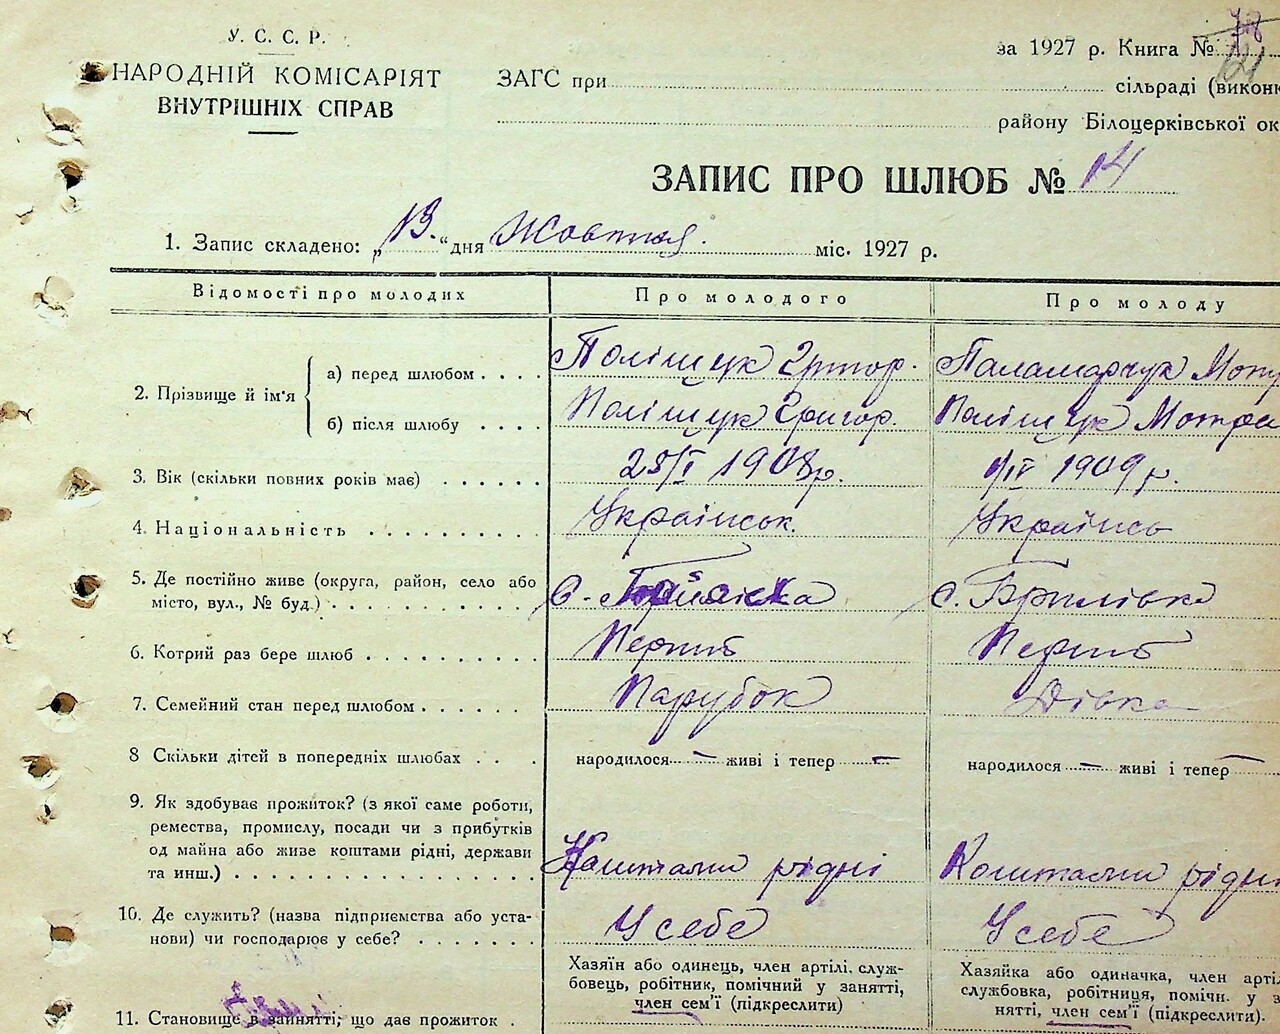 У. С. С. Р.
НАРОДНІЙ КОМІСАРІЯТ
ВНУТРІШНІХ СПРАВ
за 1927 р. Книга №
ЗАГС при сільраді (викон
району Білоцерківської ок
ЗАПИС ПРО ШЛЮБ № 14
1. Запис складено: „13.“ дня Жовтня. міс. 1927 р.
Відомості про молодих Про молодого Про молоду
2. Прізвище й ім'я
а) перед шлюбом . . . . Поліщук Паламарчук
б) після шлюбу . . . . Поліщук Григор. Поліщук Мотря
3. Вік (скільки повних років має) . . . . . . 1908р. 1909 р.
4. Національність . . . . . . . . . Українськ. Українсь
5. Де постійно живе (округа, район, село або
місто, вул., № буд.) . . . . . . . . . . . с. с. Брилівка
6. Котрий раз бере шлюб . . . . . . . . . Перший Перший
7. Семейний стан перед шлюбом . . . . . . Парубок Дівка
8 Скільки дітей в попередніх шлюбах . . . народилося — живі і тепер — народилося — живі і тепер —
9. Як здобуває прожиток? (з якої саме роботи,
ремества, промислу, посади чи з прибутків
од майна або живе коштами рідні, держави
та инш.) . . . . . . . . . . . . . . . . Коштами рідні Коштами рідні
10. Де служить? (назва підприємства або уста-
нови) чи господарює у себе? . . . . . . . У себе У себе
Хазяїн або одинець, член артілі, служ-
бовець, робітник, помічний у занятті,
член сем'ї (підкреслити)
Хазяйка або одиначка, член артіл
службовка, робітниця, помічн. у з
нятті, член сем'ї (підкреслити).
11. Становище в зайнятті, що дає прожиток .